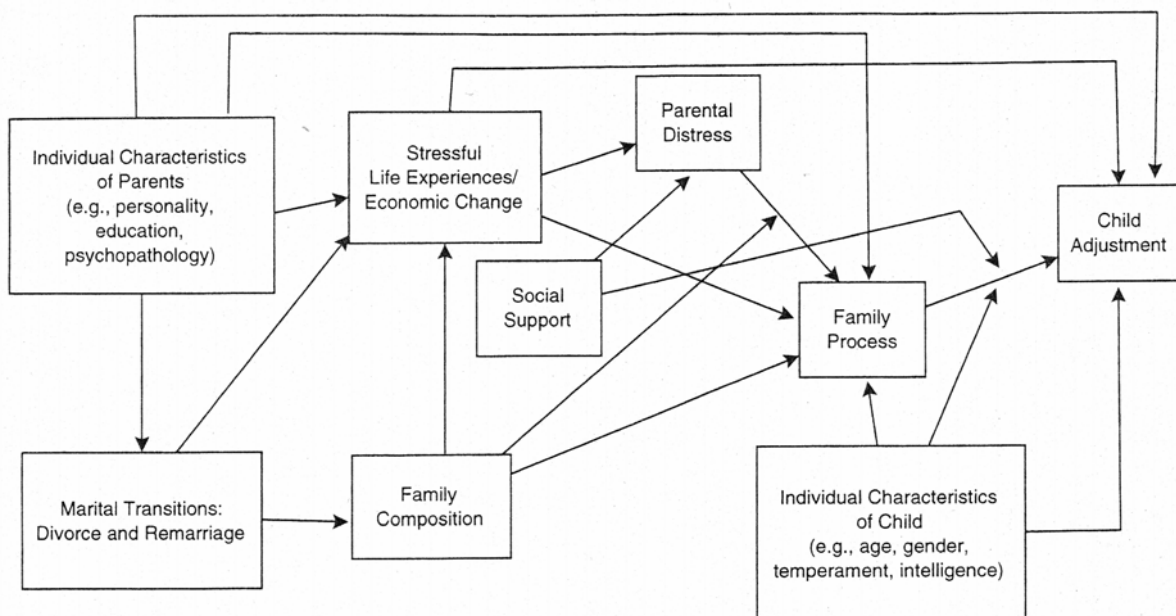 Individual Characteristics
of Parents
(e.g., personality,
education,
psychopathology)
Stressful
Life Experiences/
Economic Change
Parental
Distress
Social
Support
Child
Adjustment
Family
Process
Marital Transitions:
Divorce and Remarriage
Family
Composition
Individual Characteristics
of Child
(e.g., age, gender,
temperament, intelligence)